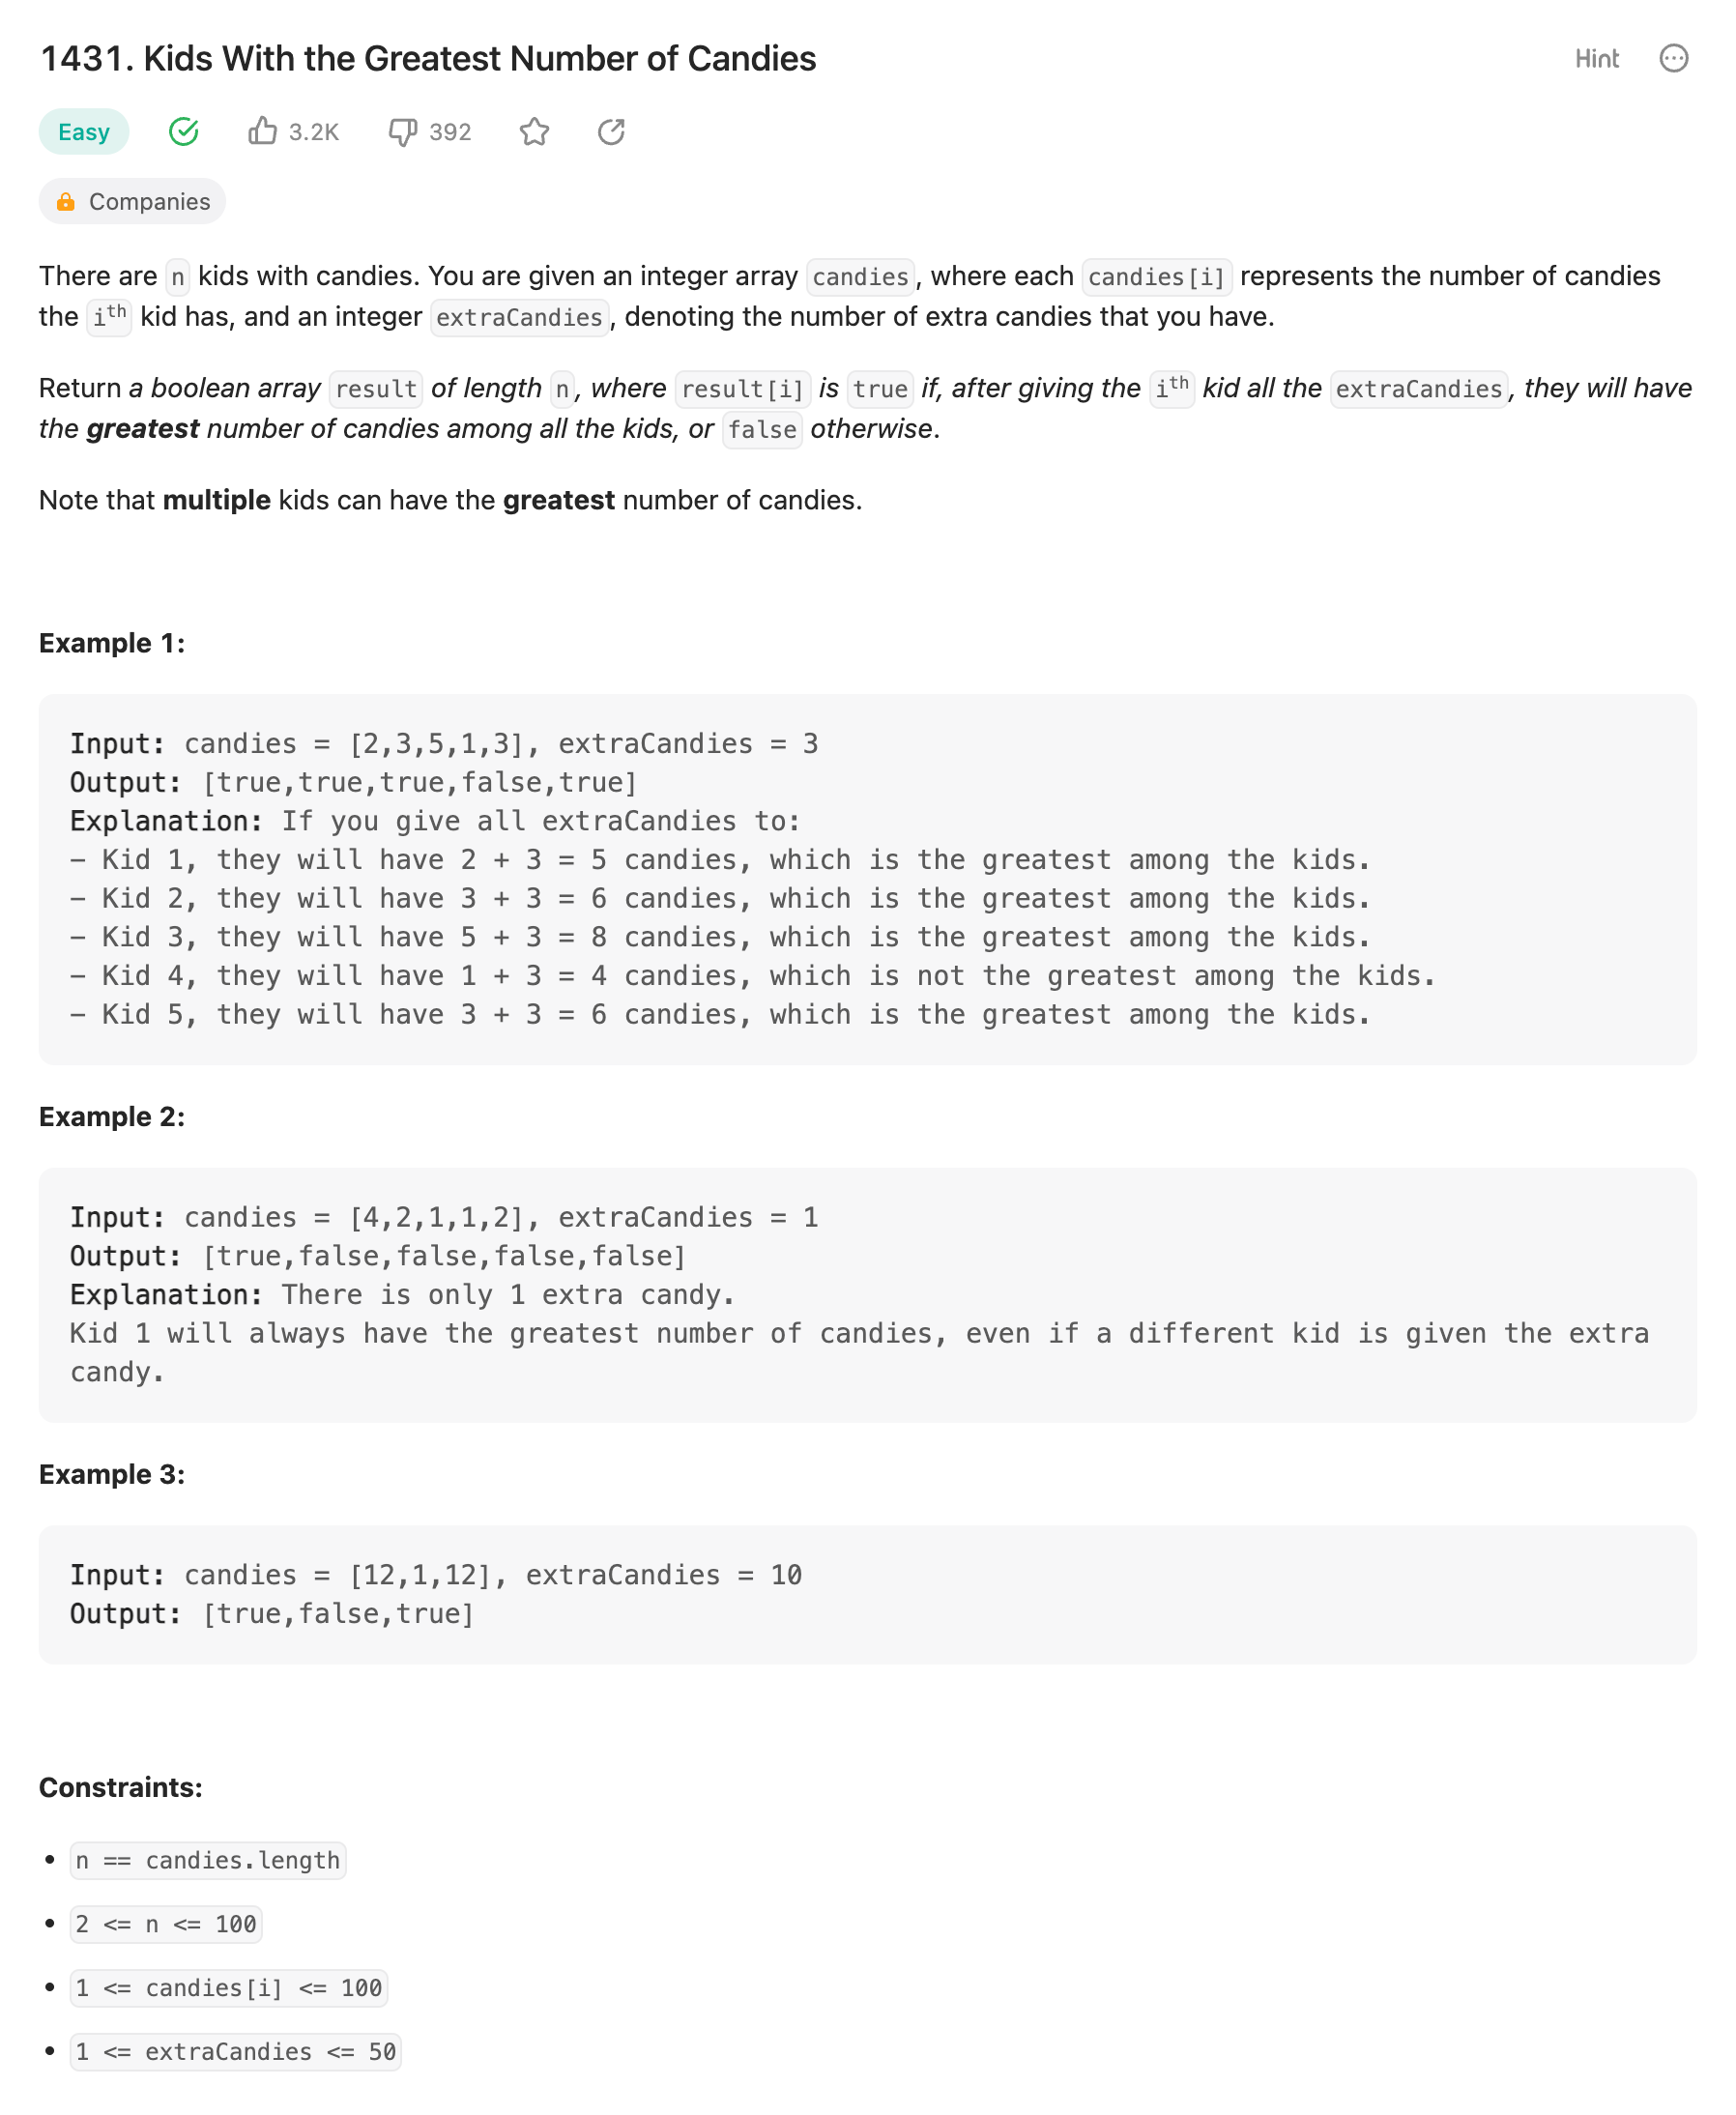 1431. Kids With the Greatest Number of Candies
Hint
Easy
3.2K
392
Companies
There are n kids with candies. You are given an integer array candies, where each candies[i] represents the number of candies
the ith kid has, and an integer extraCandies, denoting the number of extra candies that you have.
Return a boolean array result of length n, where result[i] is true if, after giving the ith kid all the extraCandies, they will have
the greatest number of candies among all the kids, or false otherwise.
Note that multiple kids can have the greatest number of candies.
Example 1:
Input: candies = [2,3,5,1,3], extraCandies = 3
Output: [true,true,true,false,true]
Explanation: If you give all extraCandies to:
- Kid 1, they will have 2 + 3 = 5 candies, which is the greatest among the kids.
- Kid 2, they will have 3 + 3 = 6 candies, which is the greatest among the kids.
- Kid 3, they will have 5 + 3 = 8 candies, which is the greatest among the kids.
- Kid 4, they will have 1 + 3 = 4 candies, which is not the greatest among the kids.
- Kid 5, they will have 3 + 3 = 6 candies, which is the greatest among the kids.
Example 2:
Input: candies = [4,2,1,1,2], extraCandies = 1
Output: [true,false,false,false,false]
Explanation: There is only 1 extra candy.
Kid 1 will always have the greatest number of candies, even if a different kid is given the extra
candy.
Example 3:
Input: candies = [12,1,12], extraCandies = 10
Output: [true,false,true]
Constraints:
• n == candies.length
• 2 <= n <= 100
• 1 <= candies[i] <= 100
• 1 <= extraCandies <= 50